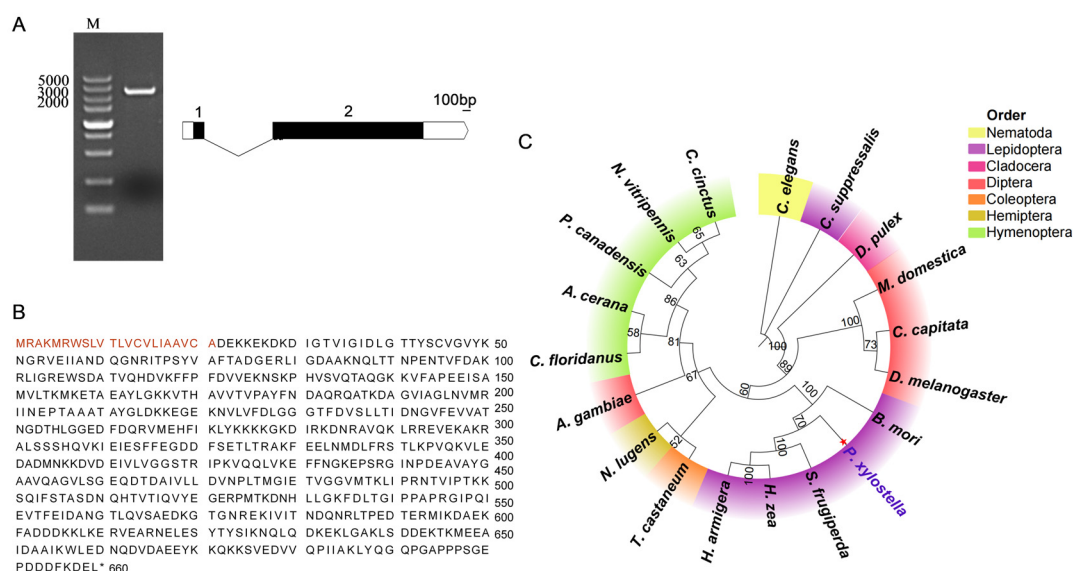 A
M
5000
3000
2000
1
2
100bp
B
MRAKMRWSLV TLVCVLIAAVCA ADEKKEKDKD IGTVIGIDLG TTYSCVGVYK 50
NGRVEIIAND QGNRITPSYV AFTADGERLI GDAAKNQLTT NPENTVFDAK 100
RLIGREWSDA TVQHDVKFFP FDVVEKNSKP HVSVQTAQGK KVFAPEEISA 150
MVLTKMKETA EAYLGKKVTH AVVTVPAYFN DAQRQATKDA GVIAGLNVMR 200
IINEPTAAAT AYGLDKKEGE KNVLVFDLGG GTFDVSLLTI DNGVFEVVAT 250
NGDTHLGGED FDQRVMEHFI KLYKKKKGKD IRKDNRAVQK LRREVEKAKR 300
ALSSSHQVKI EIESFFEGDD FSETLTRAKF EELNMDLFRS TLKPVQKVLE 350
DADMNKKDVD EIVLVGGSTR IPKVQQLVKE FFNGKEPSRG INPDEAVAYG 400
AAVQAGVLSG EQDTDAIVLL DVNPLTMGIE TVGGVMTKLI PRNTVIPTKK 450
SQIFSTASDN QHTVTIQVYE GERPMTKDNH LLGKFDLTGI PPAPRGIPQI 500
EVTFEIDANG TLQVSAEDKG TGNREKIVIT NDQNRLTPED TERMIKDAEK 600
FADDDKKLKE RVEARNELES YTYSIKNQLQ DKEKLGAKLS DDEKTKMEEA 650
IDAAIKWLED NQDVDAEEYK KQKKSVEDVV QPIIAKLYQG QPGAPPPSGE
PDDDFKDEL* 660
C
Order
Nematoda
Lepidoptera
Cladocera
Diptera
Coleoptera
Hemiptera
Hymenoptera
C. elegans
C. suppressalis
D. pulex
M. domestica
C. capitata
D. melanogaster
B. mori
P. xylostella
S. frugiperda
H. zea
H. armigera
T. castaneum
N. lugens
A. gambiae
C. floridanus
A. cerana
P. canadensis
N. vitripennis
C. cinctus
65
63
86
58
81
67
52
60
89
100
100
73
100
70
100
100